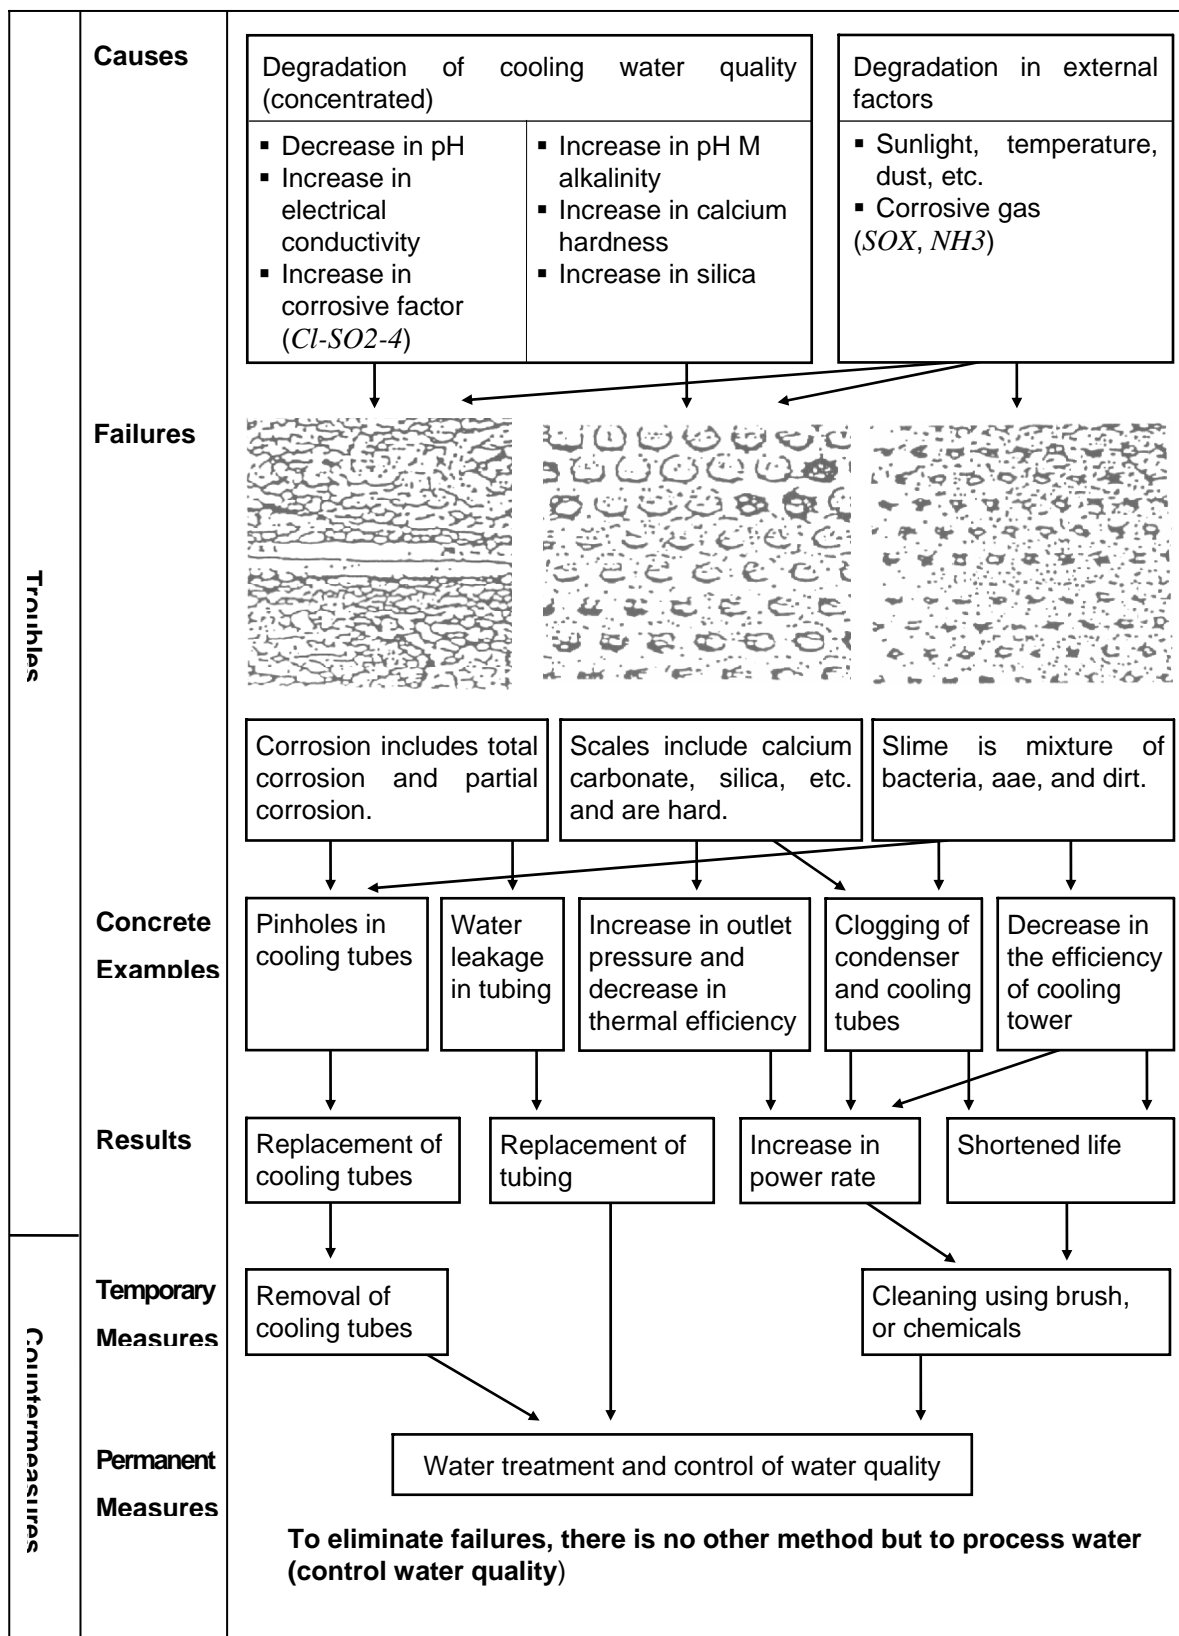 Troubles
Countermeasures
Causes
Degradation of cooling water quality
(concentrated)
▪ Decrease in pH
▪ Increase in
electrical
conductivity
▪ Increase in
corrosive factor
(Cl-SO2-4)
▪ Increase in pH M
alkalinity
▪ Increase in calcium
hardness
▪ Increase in silica
Degradation in external
factors
▪ Sunlight, temperature,
dust, etc.
▪ Corrosive gas
(SOX, NH3)
Failures
Corrosion includes total
corrosion and partial
corrosion.
Scales include calcium
carbonate, silica, etc.
and are hard.
Slime is mixture of
bacteria, aae, and dirt.
Concrete
Examples
Pinholes in
cooling tubes
Water
leakage
in tubing
Increase in outlet
pressure and
decrease in
thermal efficiency
Clogging of
condenser
and cooling
tubes
Decrease in
the efficiency
of cooling
tower
Results
Replacement of
cooling tubes
Replacement of
tubing
Increase in
power rate
Shortened life
Temporary
Measures
Removal of
cooling tubes
Cleaning using brush,
or chemicals
Permanent
Measures
Water treatment and control of water quality
To eliminate failures, there is no other method but to process water
(control water quality)